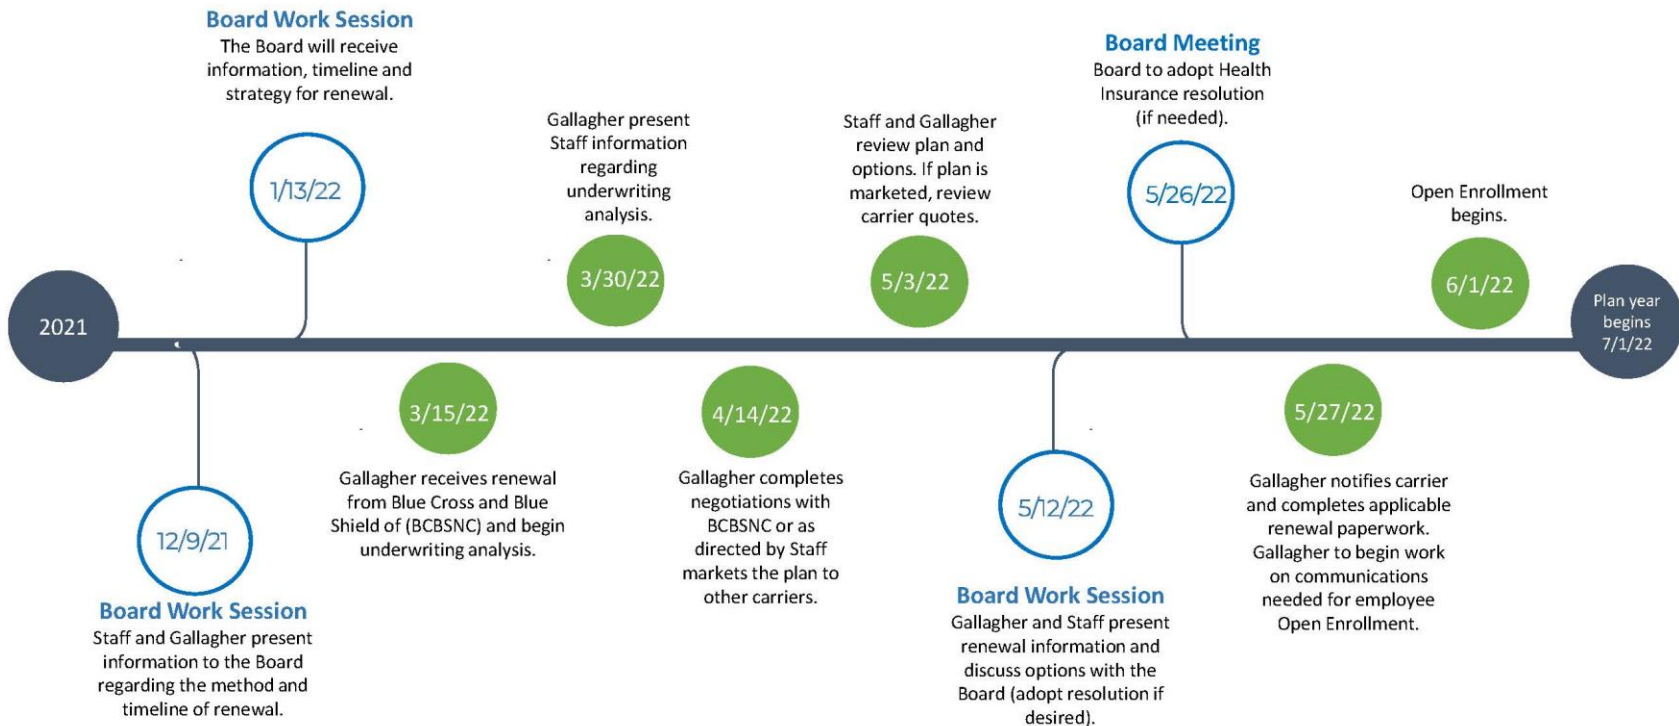 Board Work Session
The Board will receive
information, timeline and
strategy for renewal.
1/13/22
Gallagher present
Staff information
regarding
underwriting
analysis.
3/30/22
Staff and Gallagher
review plan and
options. If plan is
marketed, review
carrier quotes.
5/3/22
Board Meeting
Board to adopt Health
Insurance resolution
(if needed).
5/26/22
Open Enrollment
begins.
6/1/22
2021
Plan year
begins
7/1/22
12/9/21
Board Work Session
Staff and Gallagher present
information to the Board
regarding the method and
timeline of renewal.
3/15/22
Gallagher receives renewal
from Blue Cross and Blue
Shield of (BCBSNC) and begin
underwriting analysis.
4/14/22
Gallagher completes
negotiations with
BCBSNC or as
directed by Staff
markets the plan to
other carriers.
5/12/22
Board Work Session
Gallagher and Staff present
renewal information and
discuss options with the
Board (adopt resolution if
desired).
5/27/22
Gallagher notifies carrier
and completes applicable
renewal paperwork.
Gallagher to begin work
on communications
needed for employee
Open Enrollment.